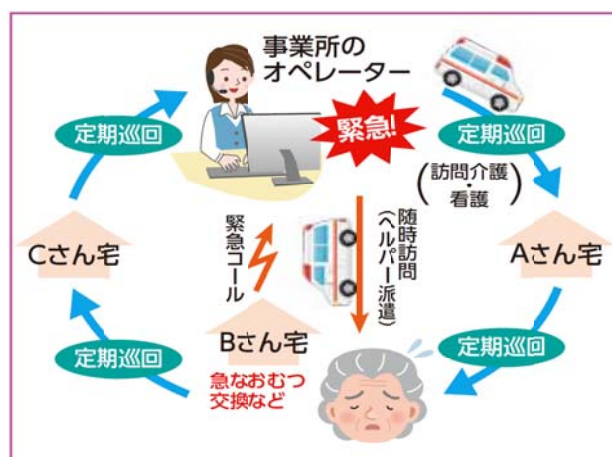 事業所の
オペレーター
緊急!
定期巡回
定期巡回
(訪問介護・
看護)
Cさん宅
緊急コール
随時訪問
(ヘルパー派遣)
Aさん宅
Bさん宅
定期巡回
急なおむつ
交換など
定期巡回